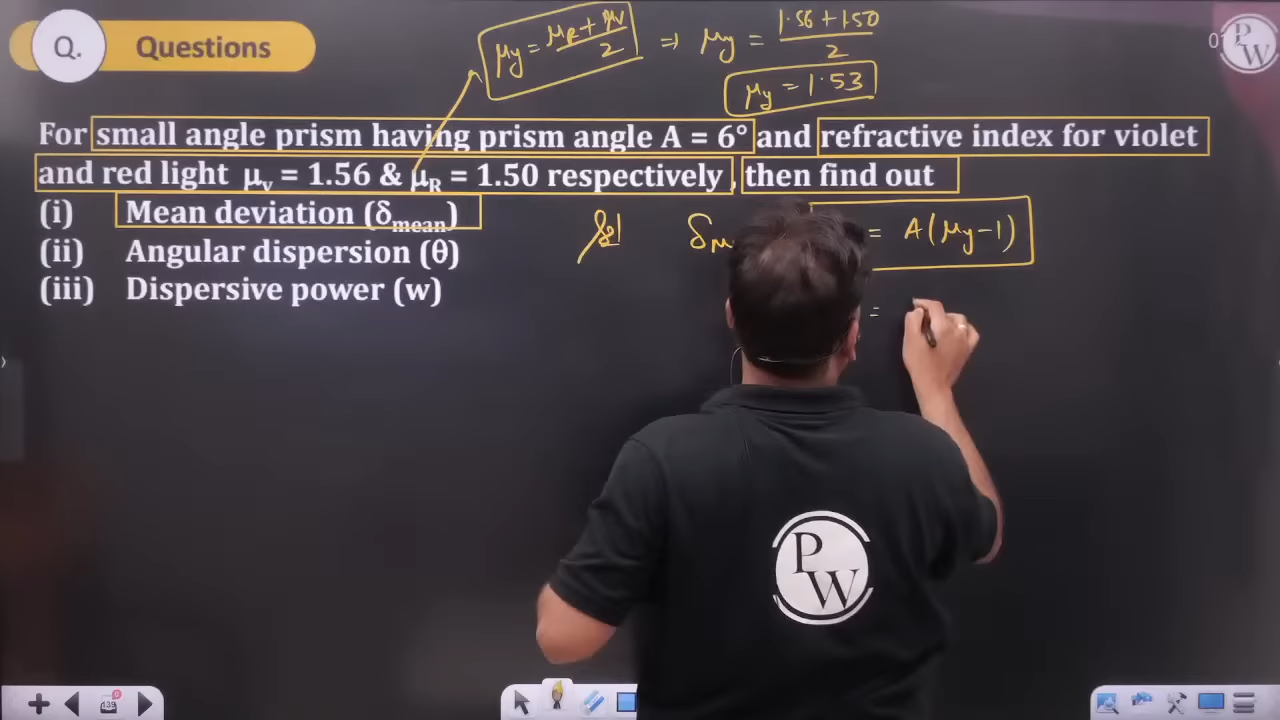 Q. Questions
μy = μR + μv / 2 ⇒ μy = 1.56 + 1.50 / 2
μy = 1.53
PW
For small angle prism having prism angle A = 6° and refractive index for violet
and red light μv = 1.56 & μR = 1.50 respectively, then find out
(i) Mean deviation (δmean)
(ii) Angular dispersion (θ)
(iii) Dispersive power (w)
= A(μy-1)
=
PW
139